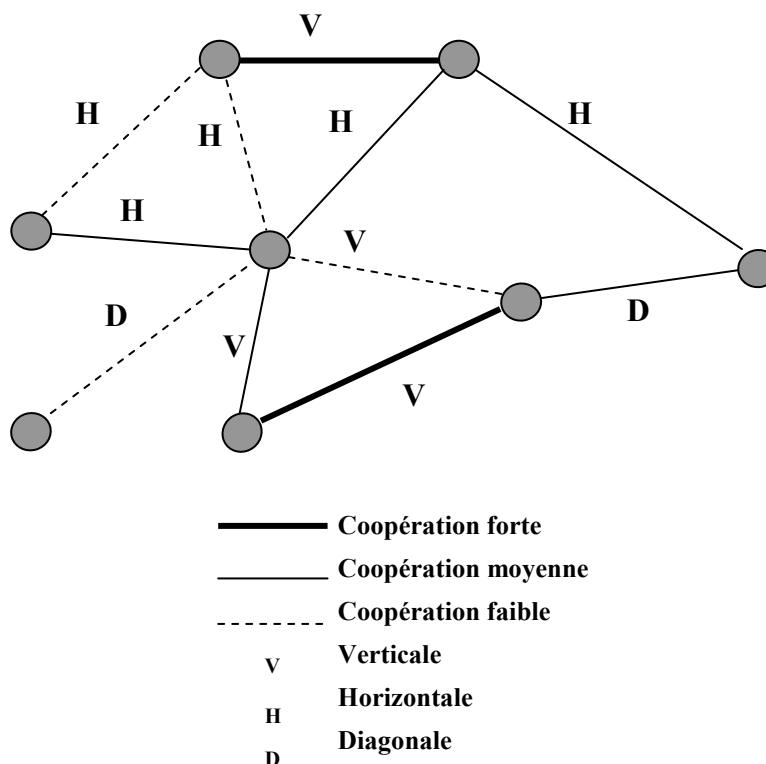 V
H
H
H
H
H
V
D
D
V
V
Coopération forte
Coopération moyenne
Coopération faible
V Verticale
H Horizontale
D Diagonale